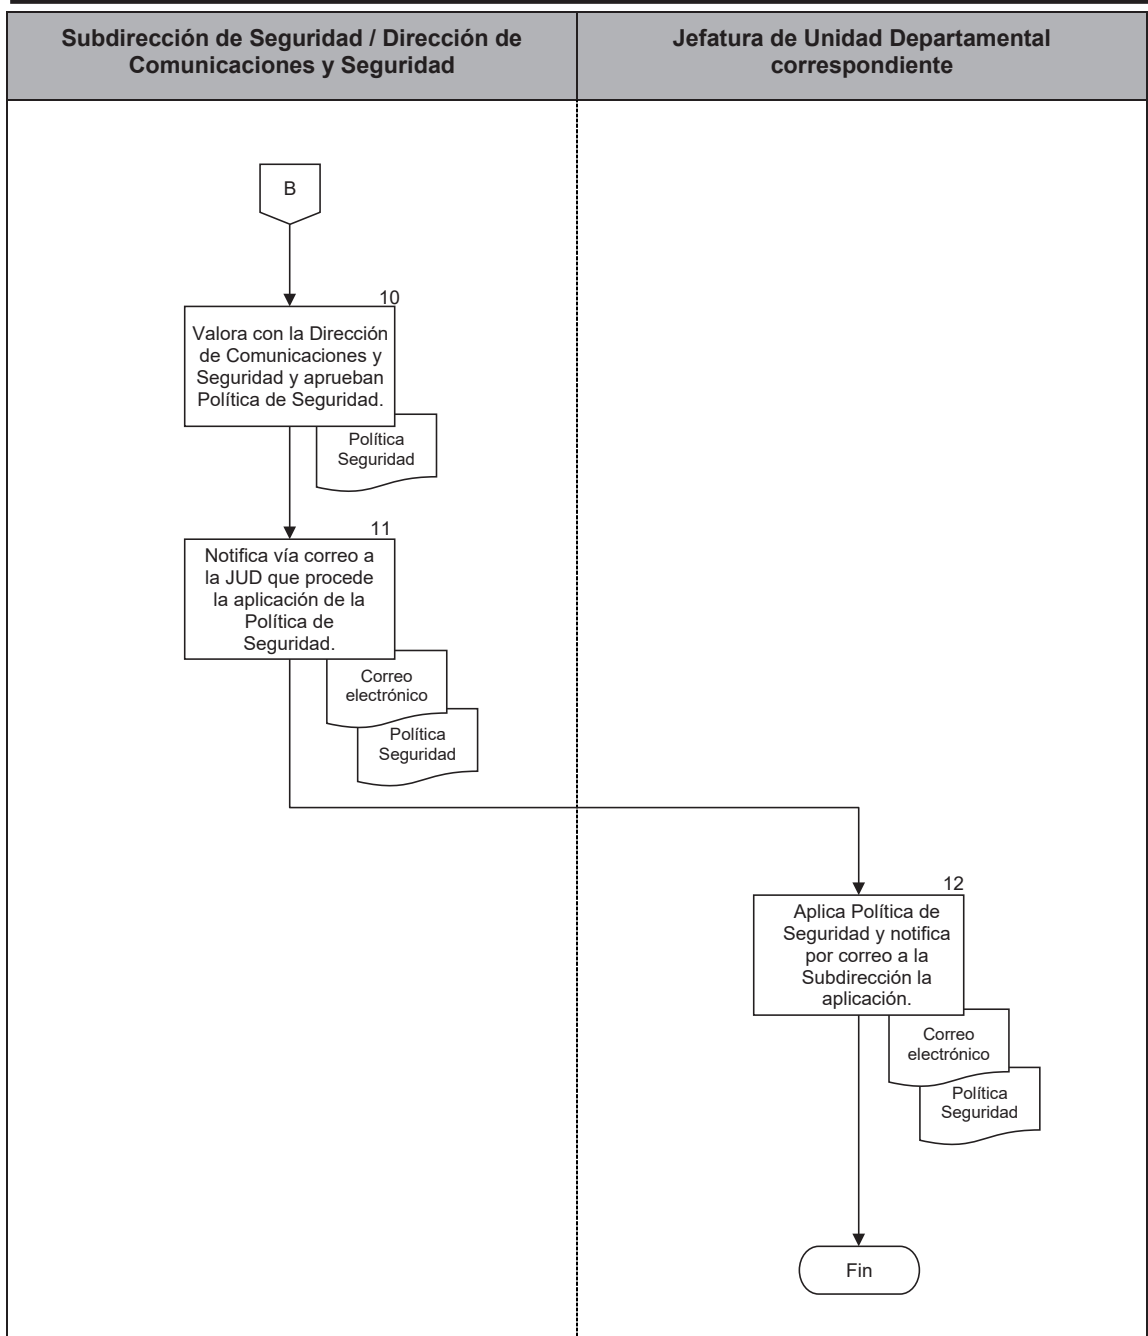 Subdirección de Seguridad / Dirección de
Comunicaciones y Seguridad
Jefatura de Unidad Departamental
correspondiente
B
10
Valora con la Dirección
de Comunicaciones y
Seguridad y aprueban
Política de Seguridad.
Política
Seguridad
11
Notifica vía correo a
la JUD que procede
la aplicación de la
Política de
Seguridad.
Correo
electrónico
Política
Seguridad
12
Aplica Política de
Seguridad y notifica
por correo a la
Subdirección la
aplicación.
Correo
electrónico
Política
Seguridad
Fin